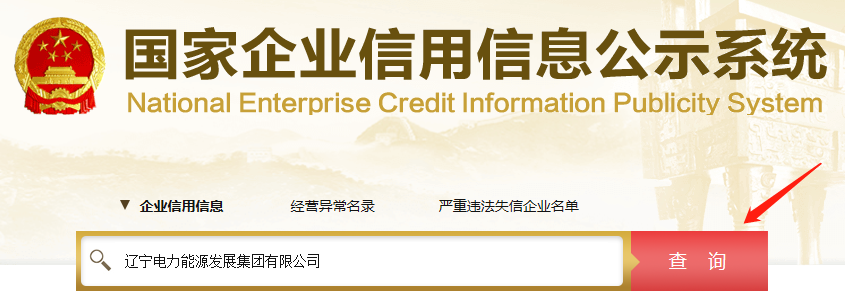 国家企业信用信息公示系统
National Enterprise Credit Information Publicity System
企业信用信息 经营异常名录 严重违法失信企业名单
辽宁电力能源发展集团有限公司 查 询